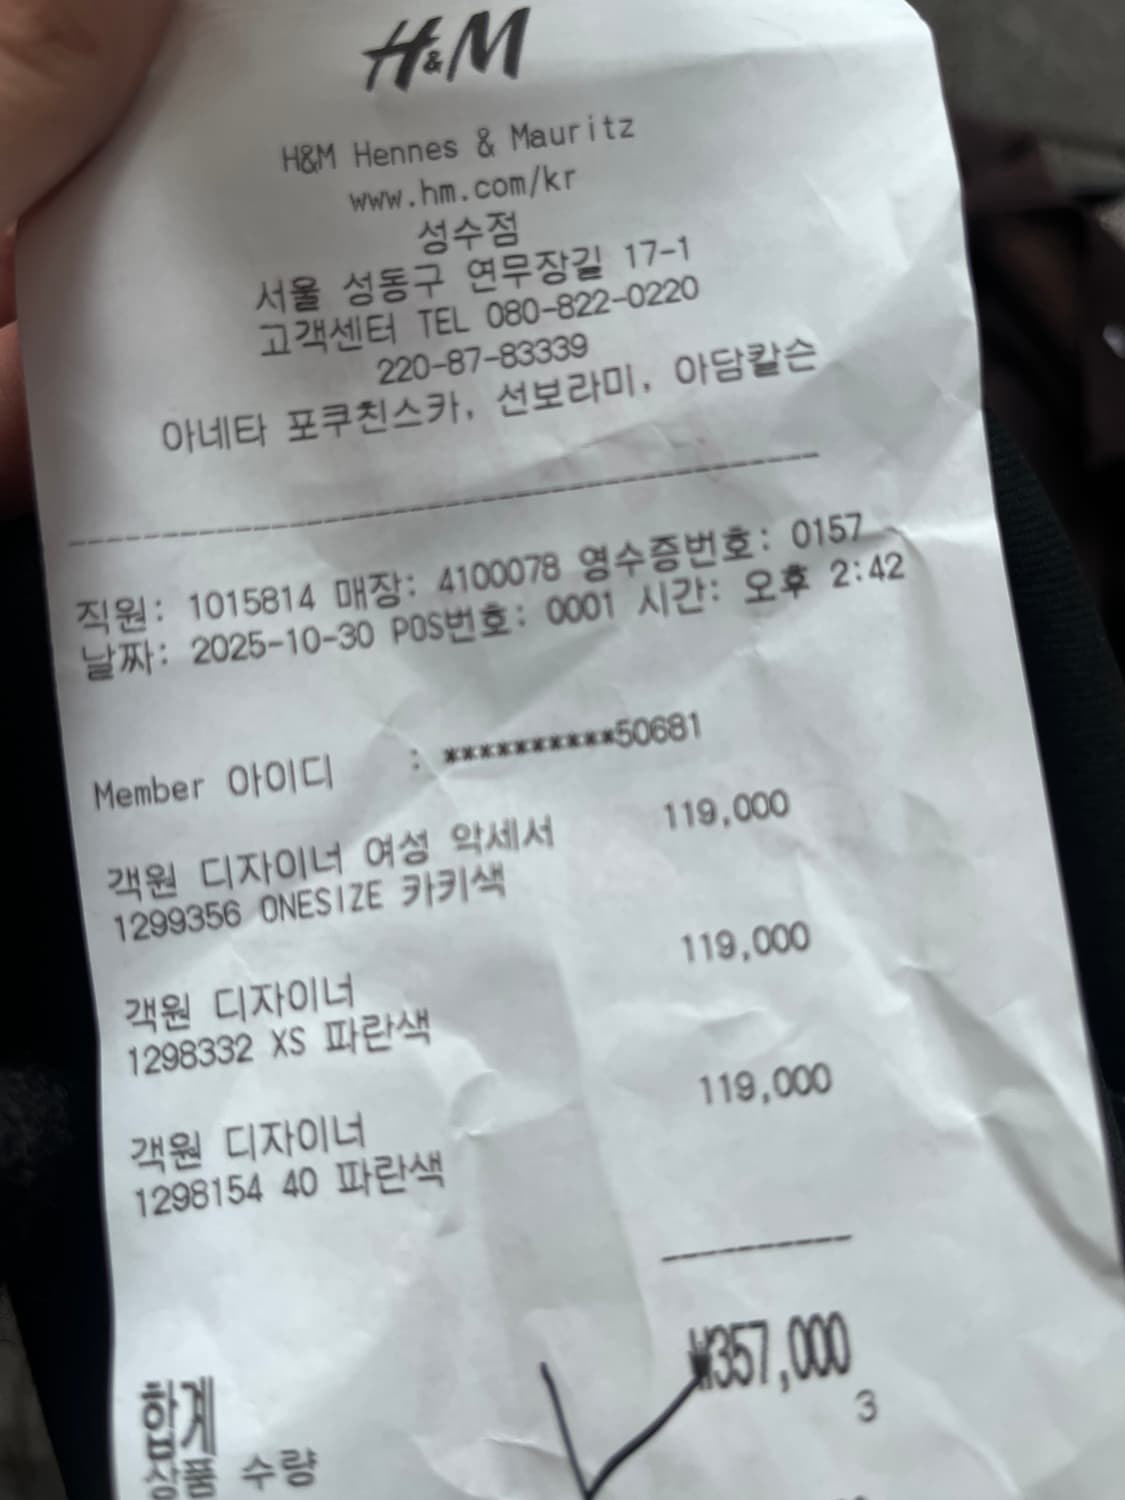 H&M
H&M Hennes & Mauritz
www.hm.com/kr
성수점
서울 성동구 연무장길 17-1
고객센터 TEL 080-822-0220
220-87-83339
아네타 포쿠친스카, 선보라미, 아담칼슨
직원: 1015814 매장: 4100078 영수증번호: 0157
날짜: 2025-10-30 POS번호: 0001 시간: 오후 2:42
Member 아이디 : **********50681
객원 디자이너 여성 악세서 119,000
1299356 ONESIZE 카키색
객원 디자이너 119,000
1298332 XS 파란색
객원 디자이너 119,000
1298154 40 파란색
합계 ₩357,000
상품 수량 3